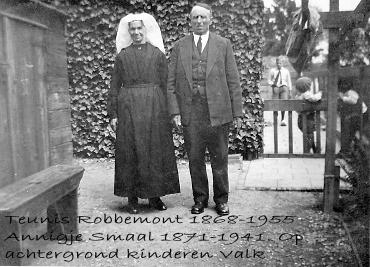 Teunis Robbemont 1868-1955
Annigje Smaal 1871-1941. Op
achtergrond kinderen Valk